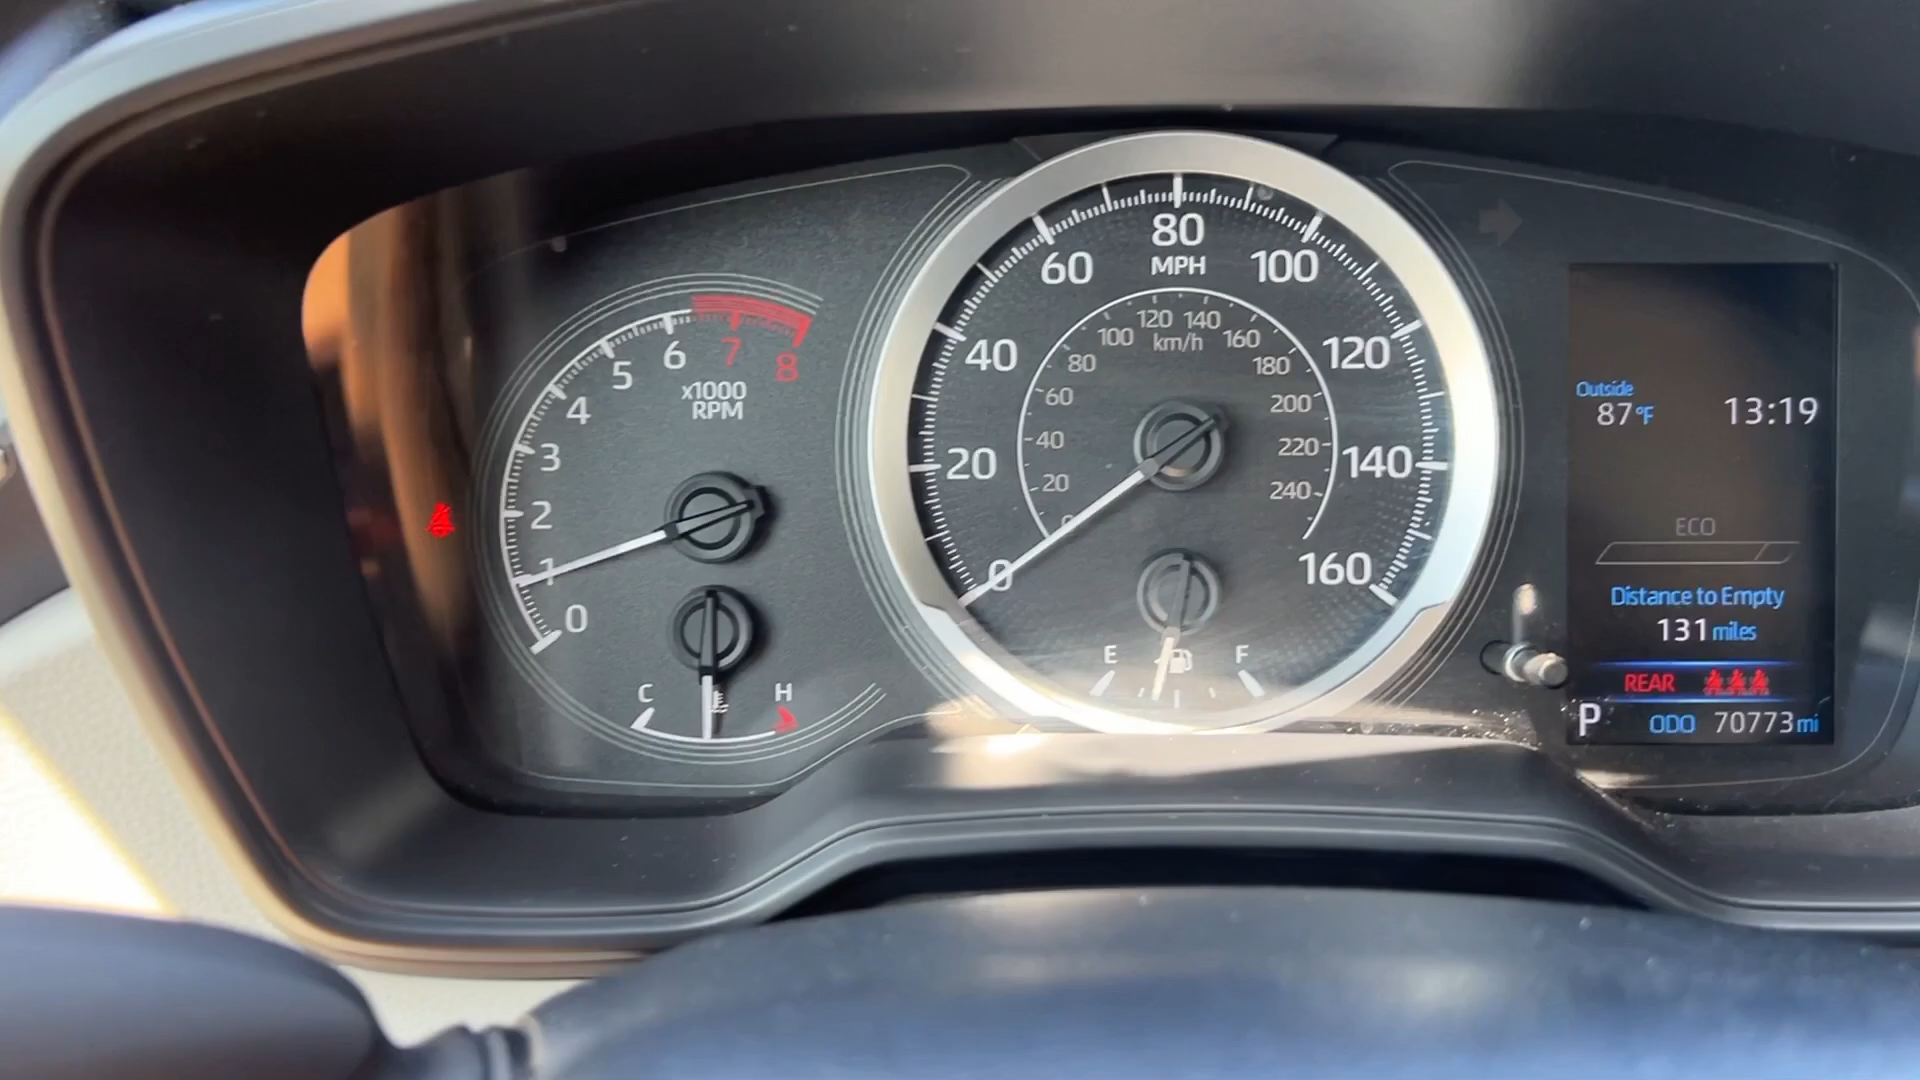 0
1
2
3
4
5
6
7
8
x1000
RPM
C
H
0
20
40
60
80
100
120
140
160
MPH
20
40
60
80
100
120
140
160
180
200
220
240
km/h
E
F
Outside
87°F
13:19
ECO
Distance to Empty
131 miles
REAR
P
ODO 70773 mi